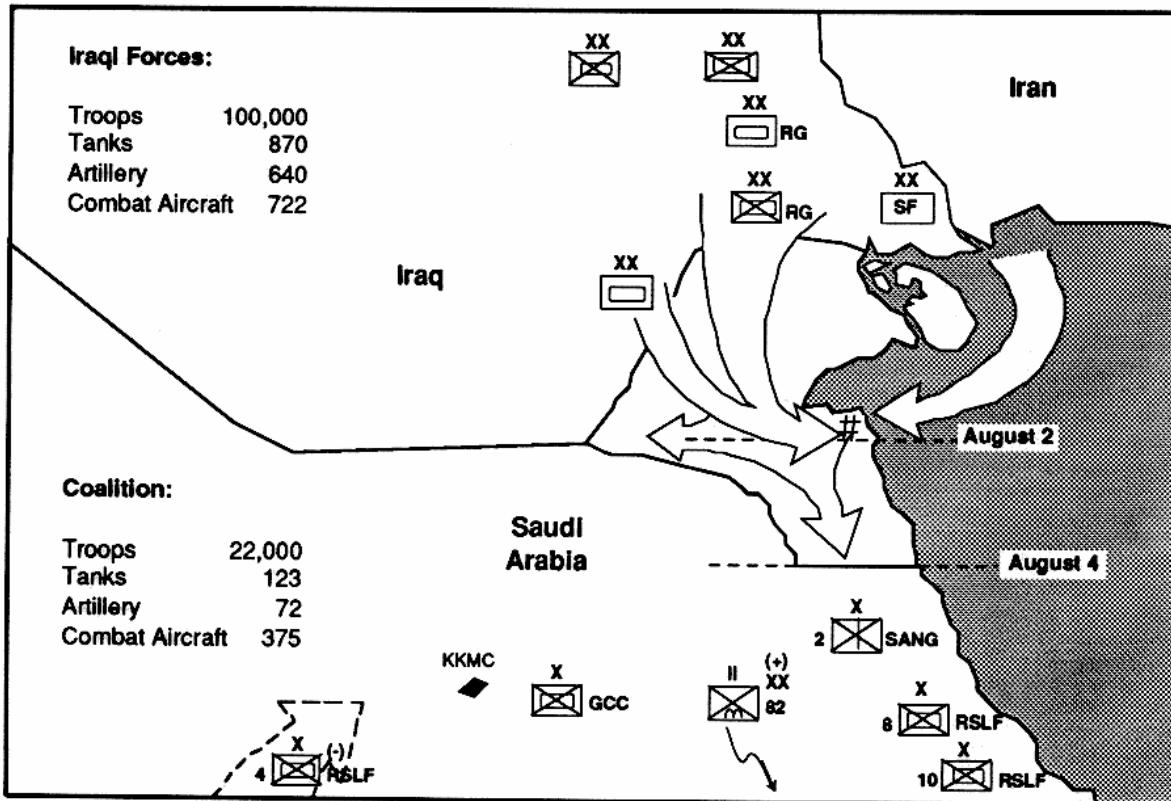 Iraqi Forces:
Troops 100,000
Tanks 870
Artillery 640
Combat Aircraft 722
XX
XX
Iran
XX
RG
XX
RG
XX
SF
XX
Iraq
August 2
Coalition:
Troops 22,000
Tanks 123
Artillery 72
Combat Aircraft 375
Saudi
Arabia
August 4
X
2 SANG
KKMC
X
GCC
II (+)
XX
82
X
6 RSLF
X (-)
4 RSLF
X
10 RSLF